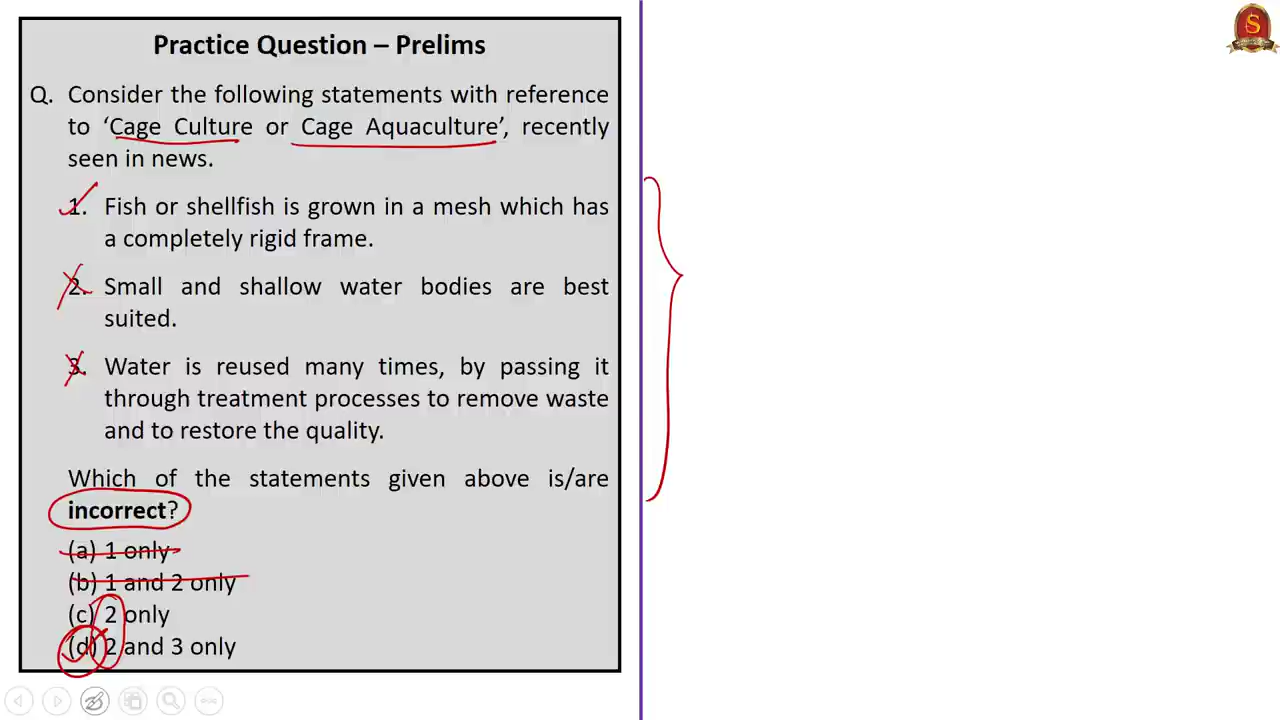 Practice Question – Prelims
Q. Consider the following statements with reference
to ‘Cage Culture or Cage Aquaculture’, recently
seen in news.
1. Fish or shellfish is grown in a mesh which has
a completely rigid frame.
2. Small and shallow water bodies are best
suited.
3. Water is reused many times, by passing it
through treatment processes to remove waste
and to restore the quality.
Which of the statements given above is/are
incorrect?
(a) 1 only
(b) 1 and 2 only
(c) 2 only
(d) 2 and 3 only
S